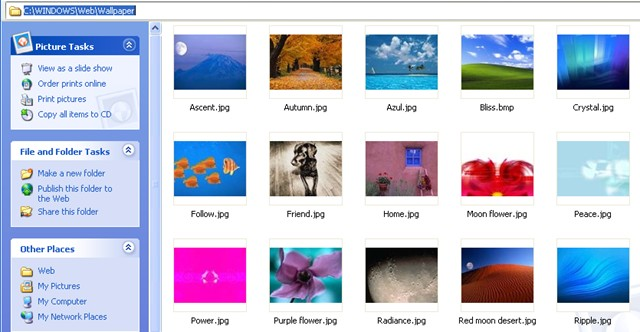 C:\WINDOWS\Web\Wallpaper
Picture Tasks
View as a slide show
Order prints online
Print pictures
Copy all items to CD
File and Folder Tasks
Make a new folder
Publish this folder to
the Web
Share this folder
Other Places
Web
My Pictures
My Computer
My Network Places
Ascent.jpg
Autumn.jpg
Azul.jpg
Bliss.bmp
Crystal.jpg
Follow.jpg
Friend.jpg
Home.jpg
Moon flower.jpg
Peace.jpg
Power.jpg
Purple flower.jpg
Radiance.jpg
Red moon desert.jpg
Ripple.jpg